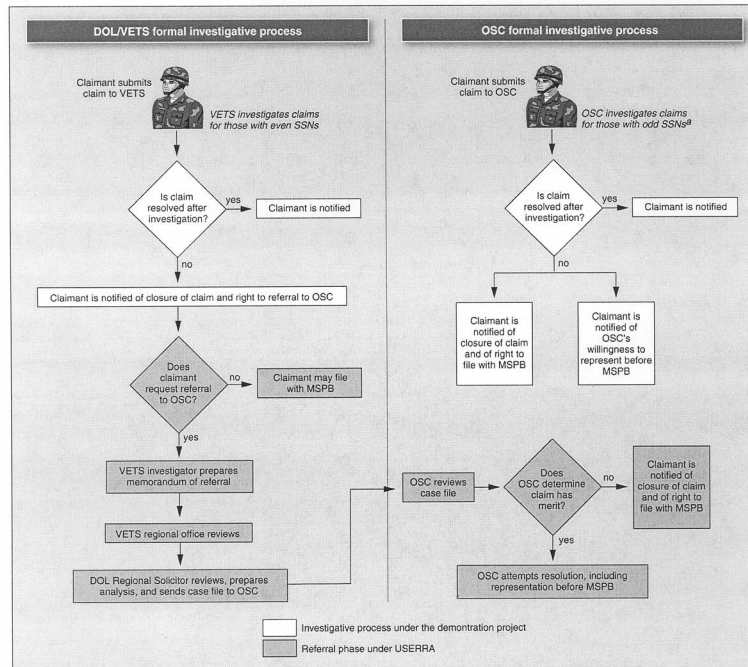 DOL/VETS formal investigative process
Claimant submits
claim to VETS
VETS investigates claims
for those with even SSNs
Is claim
resolved after
investigation?
yes
Claimant is notified
no
Claimant is notified of closure of claim and right to referral to OSC
Does
claimant
request referral
to OSC?
no
Claimant may file
with MSPB
yes
VETS investigator prepares
memorandum of referral
VETS regional office reviews
DOL Regional Solicitor reviews, prepares
analysis, and sends case file to OSC
OSC formal investigative process
Claimant submits
claim to OSC
OSC investigates claims
for those with odd SSNsª
Is claim
resolved after
investigation?
yes
Claimant is notified
no
Claimant is
notified of
closure of claim
and of right to
file with MSPB
Claimant is
notified of
OSC's
willingness to
represent before
MSPB
OSC reviews
case file
Does
OSC determine
claim has
merit?
no
Claimant is
notified of
closure of claim
and of right to
file with MSPB
yes
OSC attempts resolution, including
representation before MSPB
Investigative process under the demontration project
Referral phase under USERRA